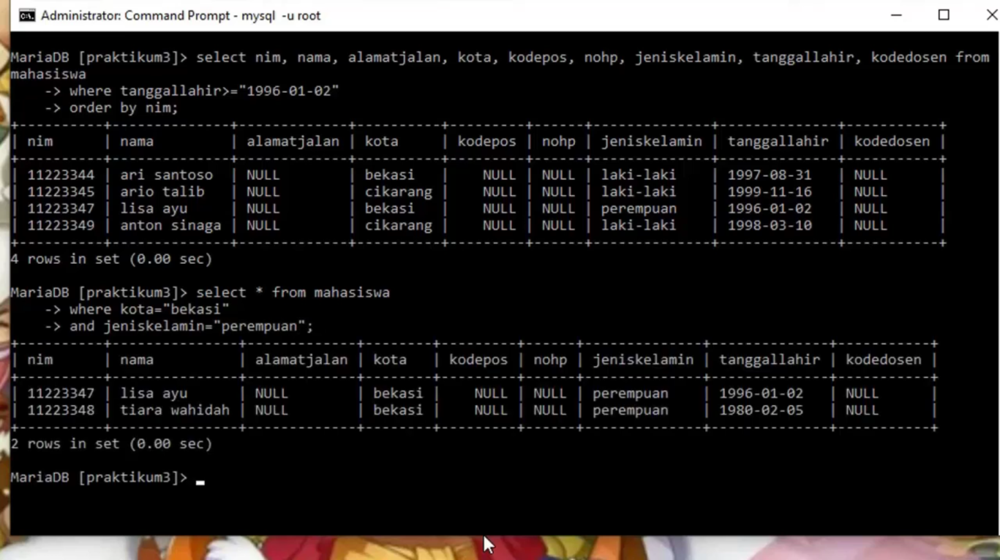 Administrator: Command Prompt - mysql -u root
MariaDB [praktikum3]> select nim, nama, alamatjalan, kota, kodepos, nohp, jeniskelamin, tanggallahir, kodedosen from
mahasiswa
    -> where tanggallahir>="1996-01-02"
    -> order by nim;
+----------+--------------+-------------+----------+---------+------+--------------+--------------+-----------+
| nim      | nama         | alamatjalan | kota     | kodepos | nohp | jeniskelamin | tanggallahir | kodedosen |
+----------+--------------+-------------+----------+---------+------+--------------+--------------+-----------+
| 11223344 | ari santoso  | NULL        | bekasi   |    NULL | NULL | laki-laki    | 1997-08-31   | NULL      |
| 11223345 | ario talib   | NULL        | cikarang |    NULL | NULL | laki-laki    | 1999-11-16   | NULL      |
| 11223347 | lisa ayu     | NULL        | bekasi   |    NULL | NULL | perempuan    | 1996-01-02   | NULL      |
| 11223349 | anton sinaga | NULL        | cikarang |    NULL | NULL | laki-laki    | 1998-03-10   | NULL      |
+----------+--------------+-------------+----------+---------+------+--------------+--------------+-----------+
4 rows in set (0.00 sec)
MariaDB [praktikum3]> select * from mahasiswa
    -> where kota="bekasi"
    -> and jeniskelamin="perempuan";
+----------+---------------+-------------+--------+---------+------+--------------+--------------+-----------+
| nim      | nama          | alamatjalan | kota   | kodepos | nohp | jeniskelamin | tanggallahir | kodedosen |
+----------+---------------+-------------+--------+---------+------+--------------+--------------+-----------+
| 11223347 | lisa ayu      | NULL        | bekasi |    NULL | NULL | perempuan    | 1996-01-02   | NULL      |
| 11223348 | tiara wahidah | NULL        | bekasi |    NULL | NULL | perempuan    | 1980-02-05   | NULL      |
+----------+---------------+-------------+--------+---------+------+--------------+--------------+-----------+
2 rows in set (0.00 sec)
MariaDB [praktikum3]> _